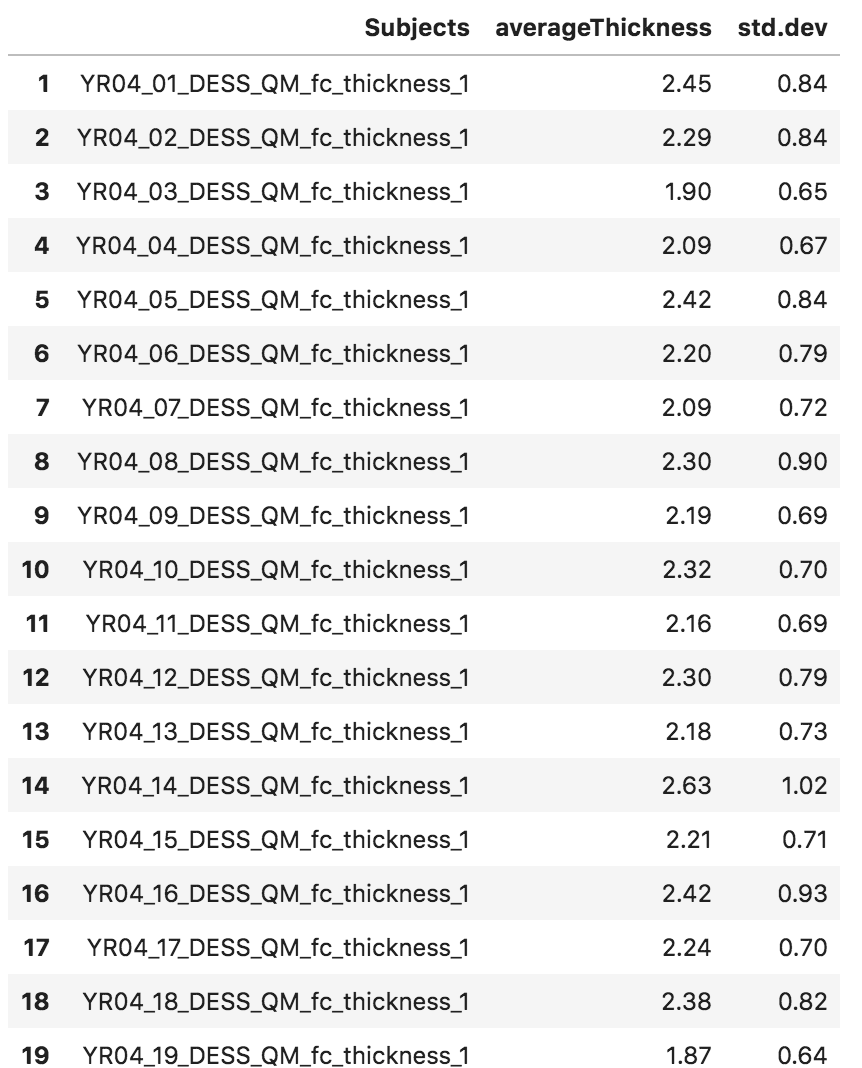 Subjects averageThickness std.dev
1 YR04_01_DESS_QM_fc_thickness_1 2.45 0.84
2 YR04_02_DESS_QM_fc_thickness_1 2.29 0.84
3 YR04_03_DESS_QM_fc_thickness_1 1.90 0.65
4 YR04_04_DESS_QM_fc_thickness_1 2.09 0.67
5 YR04_05_DESS_QM_fc_thickness_1 2.42 0.84
6 YR04_06_DESS_QM_fc_thickness_1 2.20 0.79
7 YR04_07_DESS_QM_fc_thickness_1 2.09 0.72
8 YR04_08_DESS_QM_fc_thickness_1 2.30 0.90
9 YR04_09_DESS_QM_fc_thickness_1 2.19 0.69
10 YR04_10_DESS_QM_fc_thickness_1 2.32 0.70
11 YR04_11_DESS_QM_fc_thickness_1 2.16 0.69
12 YR04_12_DESS_QM_fc_thickness_1 2.30 0.79
13 YR04_13_DESS_QM_fc_thickness_1 2.18 0.73
14 YR04_14_DESS_QM_fc_thickness_1 2.63 1.02
15 YR04_15_DESS_QM_fc_thickness_1 2.21 0.71
16 YR04_16_DESS_QM_fc_thickness_1 2.42 0.93
17 YR04_17_DESS_QM_fc_thickness_1 2.24 0.70
18 YR04_18_DESS_QM_fc_thickness_1 2.38 0.82
19 YR04_19_DESS_QM_fc_thickness_1 1.87 0.64